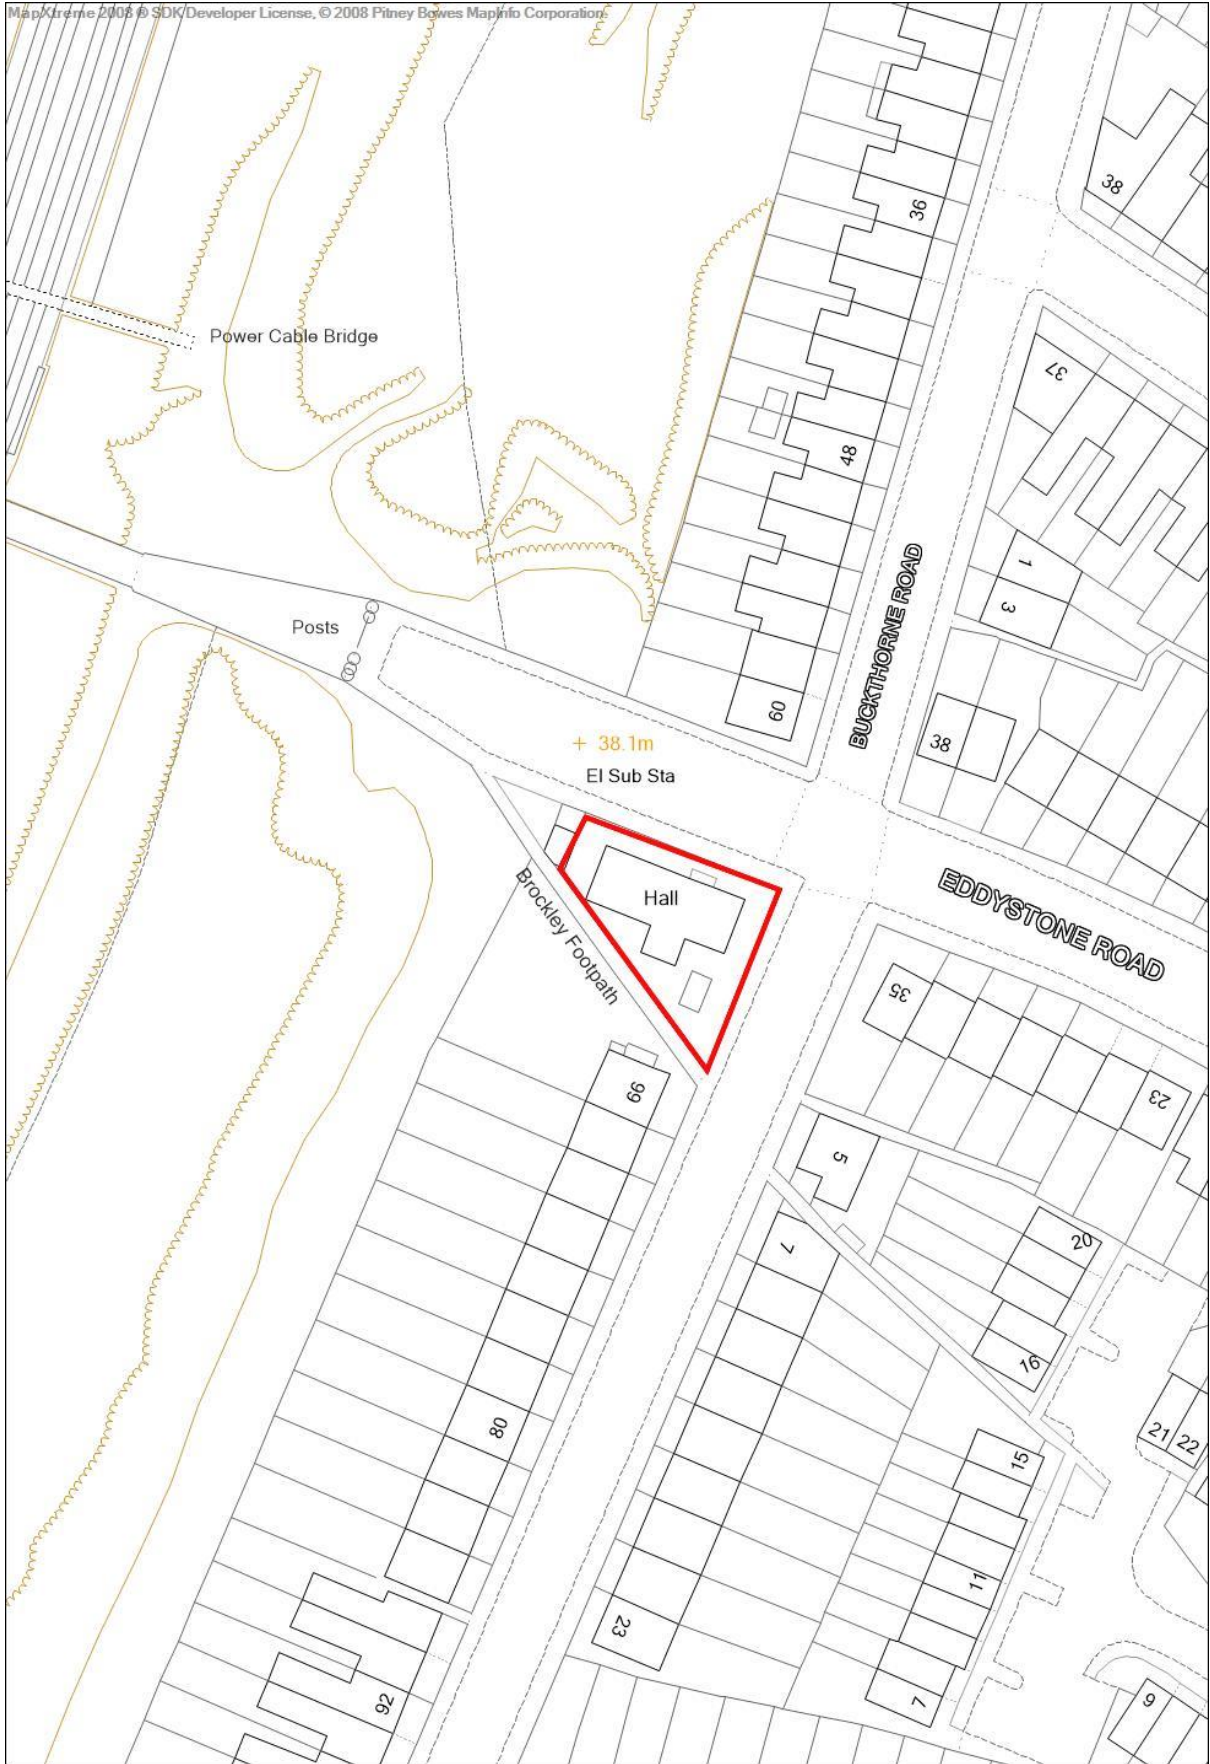 MapXtreme 2008 ® SDK Developer License, © 2008 Pitney Bowes MapInfo Corporation.
38
36
Power Cable Bridge
37
48
1
3
BUCKTHORNE ROAD
Posts
60
38
+ 38.1m
El Sub Sta
Hall
EDDYSTONE ROAD
Brockley Footpath
35
66
23
5
7
20
16
80
21
22
15
11
23
92
7
9